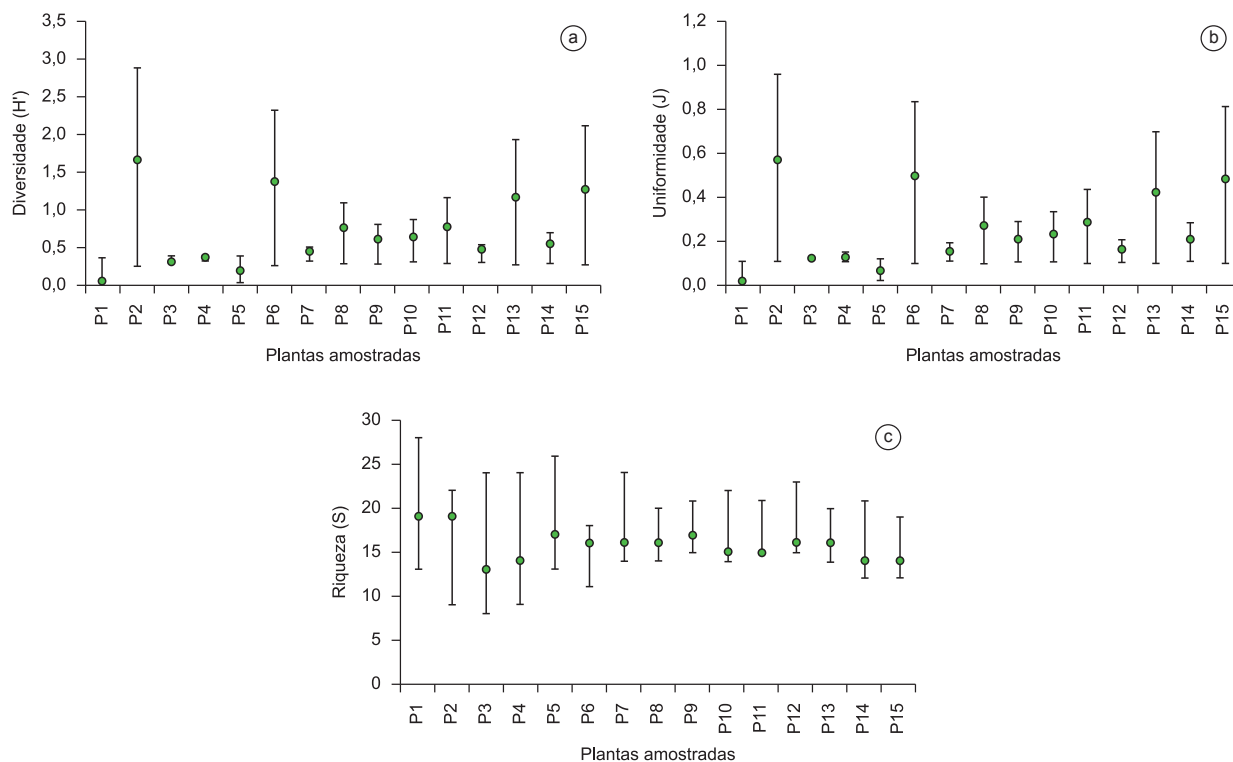 a
Diversidade (H')
3,5
3,0
2,5
2,0
1,5
1,0
0,5
0,0
P1 P2 P3 P4 P5 P6 P7 P8 P9 P10 P11 P12 P13 P14 P15
Plantas amostradas
b
Uniformidade (J)
1,2
1,0
0,8
0,6
0,4
0,2
0,0
P1 P2 P3 P4 P5 P6 P7 P8 P9 P10 P11 P12 P13 P14 P15
Plantas amostradas
c
Riqueza (S)
30
25
20
15
10
5
0
P1 P2 P3 P4 P5 P6 P7 P8 P9 P10 P11 P12 P13 P14 P15
Plantas amostradas